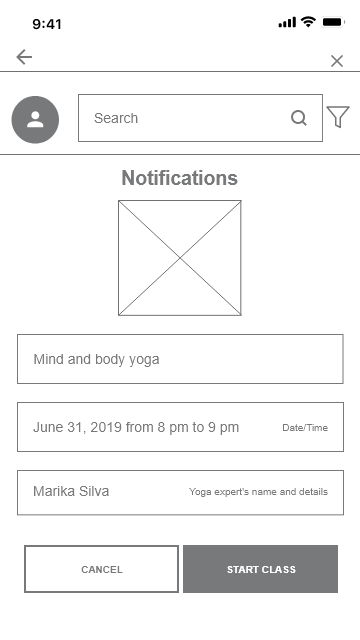 9:41
Search
Notifications
Mind and body yoga
June 31, 2019 from 8 pm to 9 pm Date/Time
Marika Silva Yoga expert's name and details
CANCEL START CLASS